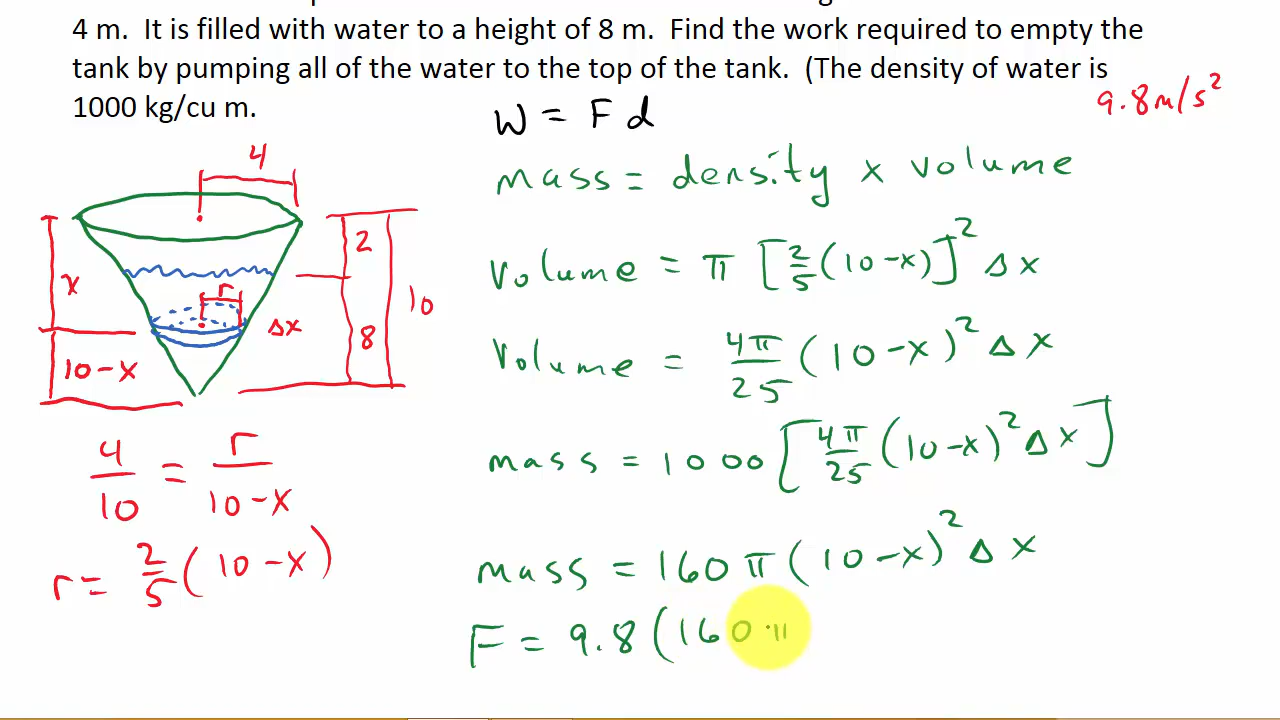 4 m. It is filled with water to a height of 8 m. Find the work required to empty the
tank by pumping all of the water to the top of the tank. (The density of water is
1000 kg/cu m.
9.8 m/s²
W = Fd
mass = density x volume
volume = π [2/5 (10-x)]² Δx
volume = 4π/25 (10-x)² Δx
mass = 1000 [4π/25 (10-x)² Δx]
mass = 160π (10-x)² Δx
F = 9.8 (160π
4
x
10-x
r
Δx
2
8
10
4/10 = r/10-x
r = 2/5 (10-x)